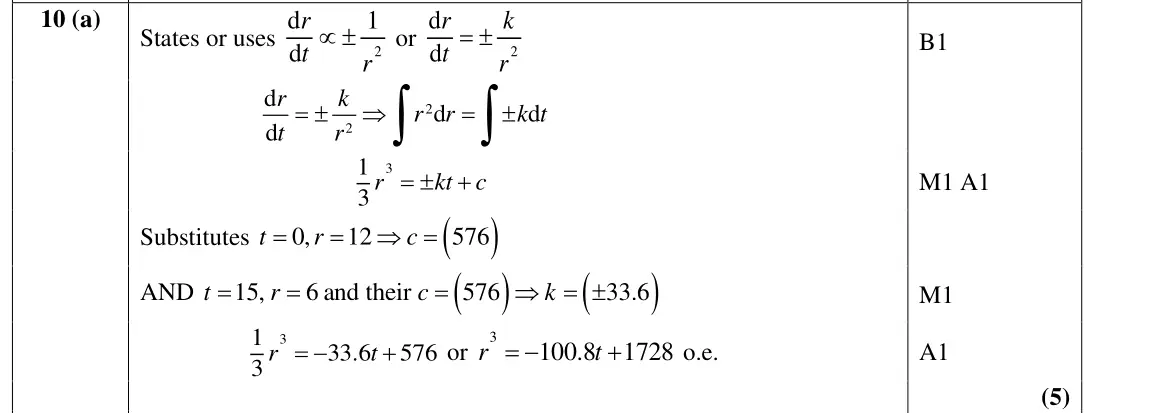 10 (a)
States or uses dr/dt ∝ ± 1/r² or dr/dt = ± k/r²
B1
dr/dt = ± k/r² ⇒ ∫ r²dr = ∫ ±kdt
1/3 r³ = ±kt + c
M1 A1
Substitutes t = 0, r = 12 ⇒ c = (576)
AND t = 15, r = 6 and their c = (576) ⇒ k = (±33.6)
M1
1/3 r³ = −33.6t + 576 or r³ = −100.8t + 1728 o.e.
A1
(5)